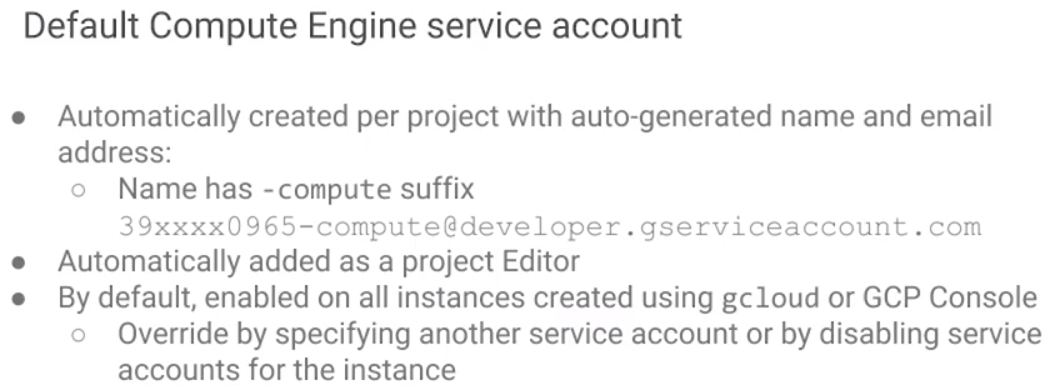 Default Compute Engine service account
● Automatically created per project with auto-generated name and email
address:
○ Name has -compute suffix
39xxxx0965-compute@developer.gserviceaccount.com
● Automatically added as a project Editor
● By default, enabled on all instances created using gcloud or GCP Console
○ Override by specifying another service account or by disabling service
accounts for the instance